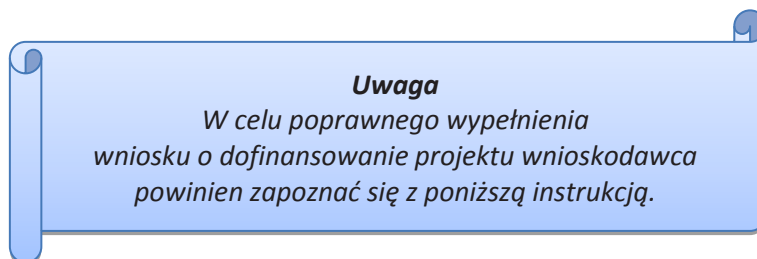 Uwaga
W celu poprawnego wypełnienia
wniosku o dofinansowanie projektu wnioskodawca
powinien zapoznać się z poniższą instrukcją.